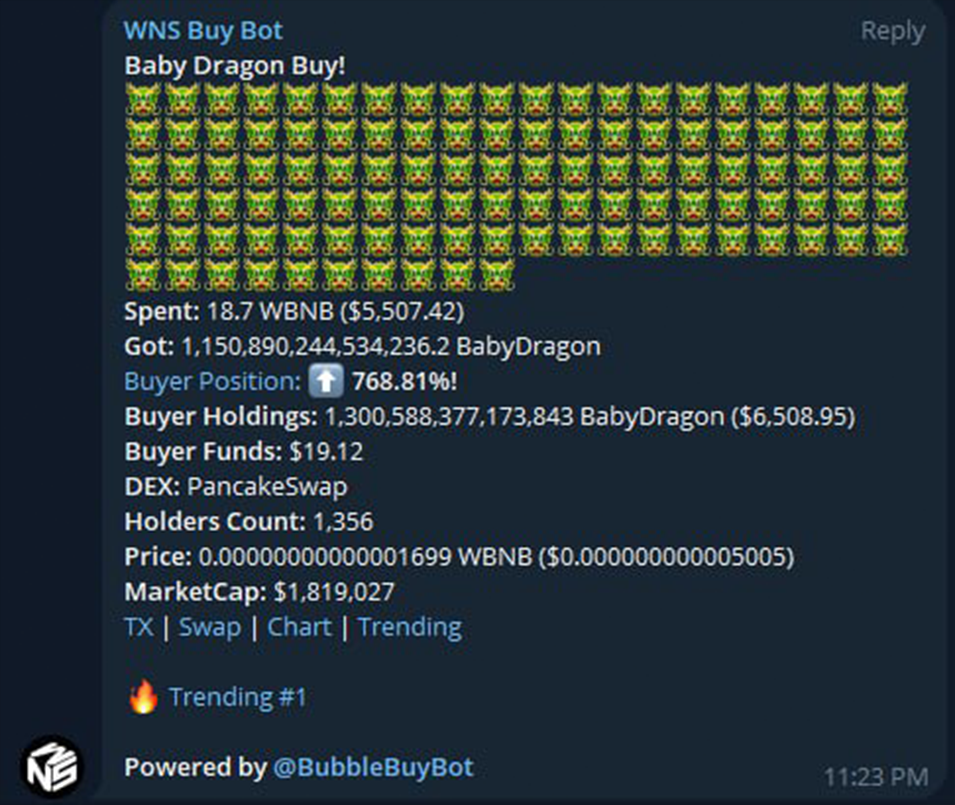 WNS Buy Bot Reply
Baby Dragon Buy!
Spent: 18.7 WBNB ($5,507.42)
Got: 1,150,890,244,534,236.2 BabyDragon
Buyer Position: ⬆️ 768.81%!
Buyer Holdings: 1,300,588,377,173,843 BabyDragon ($6,508.95)
Buyer Funds: $19.12
DEX: PancakeSwap
Holders Count: 1,356
Price: 0.00000000000001699 WBNB ($0.000000000005005)
MarketCap: $1,819,027
TX | Swap | Chart | Trending
🔥 Trending #1
WNS
Powered by @BubbleBuyBot
11:23 PM